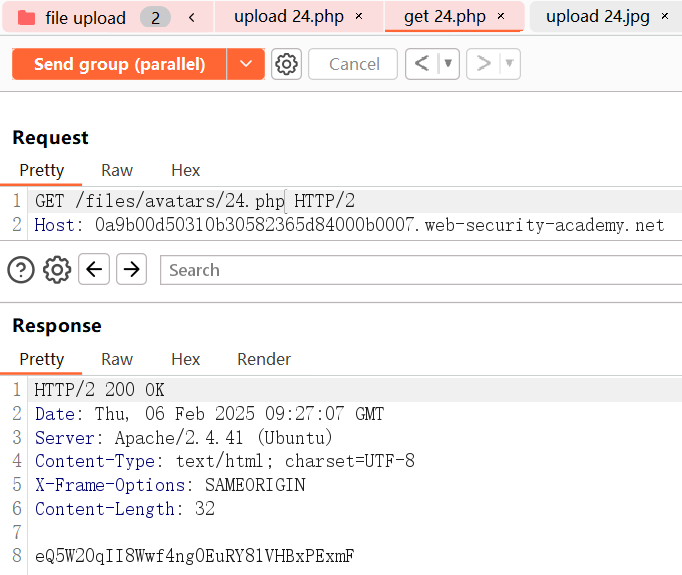 file upload 2 < upload 24.php × get 24.php × upload 24.jpg ×
Send group (parallel) Cancel < >
Request
Pretty Raw Hex
1 GET /files/avatars/24.php HTTP/2
2 Host: 0a9b00d50310b30582365d84000b0007.web-security-academy.net
Search
Response
Pretty Raw Hex Render
1 HTTP/2 200 OK
2 Date: Thu, 06 Feb 2025 09:27:07 GMT
3 Server: Apache/2.4.41 (Ubuntu)
4 Content-Type: text/html; charset=UTF-8
5 X-Frame-Options: SAMEORIGIN
6 Content-Length: 32
7
8 eQ5W20qII8Wwf4ng0EuRY81VHBxPExmF